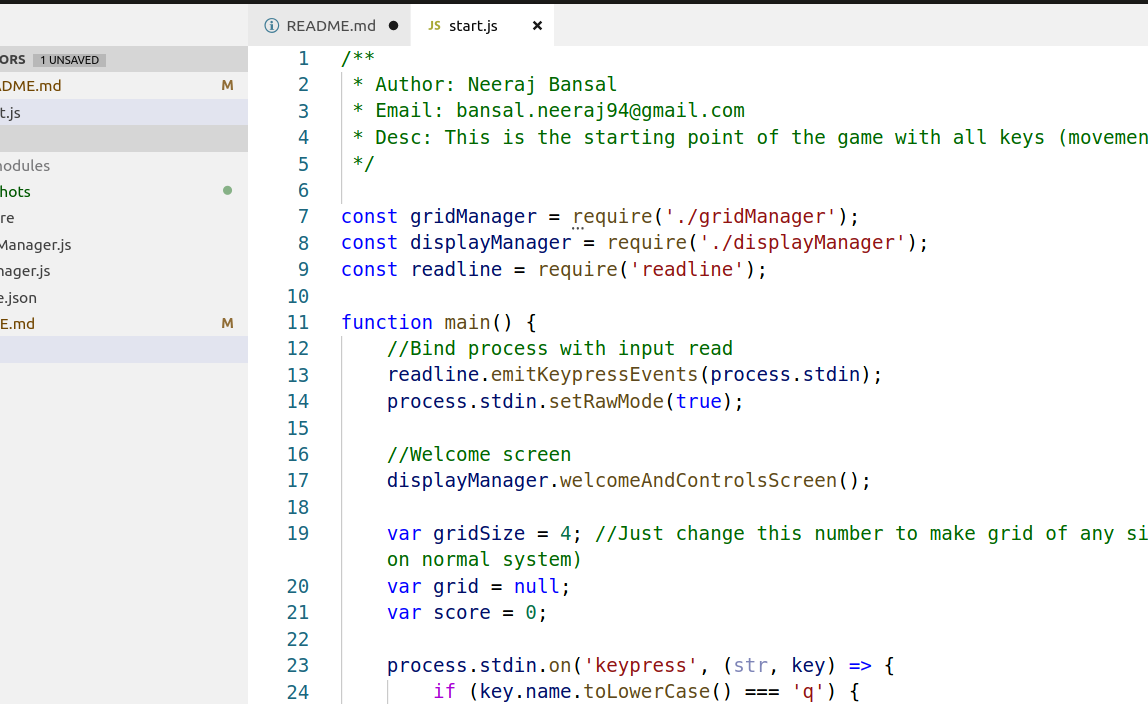 README.md
JS start.js
ORS 1 UNSAVED
DME.md M
t.js
odules
hots
re
Manager.js
nager.js
e.json
E.md M
1 /**
2 * Author: Neeraj Bansal
3 * Email: bansal.neeraj94@gmail.com
4 * Desc: This is the starting point of the game with all keys (movemen
5 */
6
7 const gridManager = require('./gridManager');
8 const displayManager = require('./displayManager');
9 const readline = require('readline');
10
11 function main() {
12 //Bind process with input read
13 readline.emitKeypressEvents(process.stdin);
14 process.stdin.setRawMode(true);
15
16 //Welcome screen
17 displayManager.welcomeAndControlsScreen();
18
19 var gridSize = 4; //Just change this number to make grid of any si
on normal system)
20 var grid = null;
21 var score = 0;
22
23 process.stdin.on('keypress', (str, key) => {
24 if (key.name.toLowerCase() === 'q') {